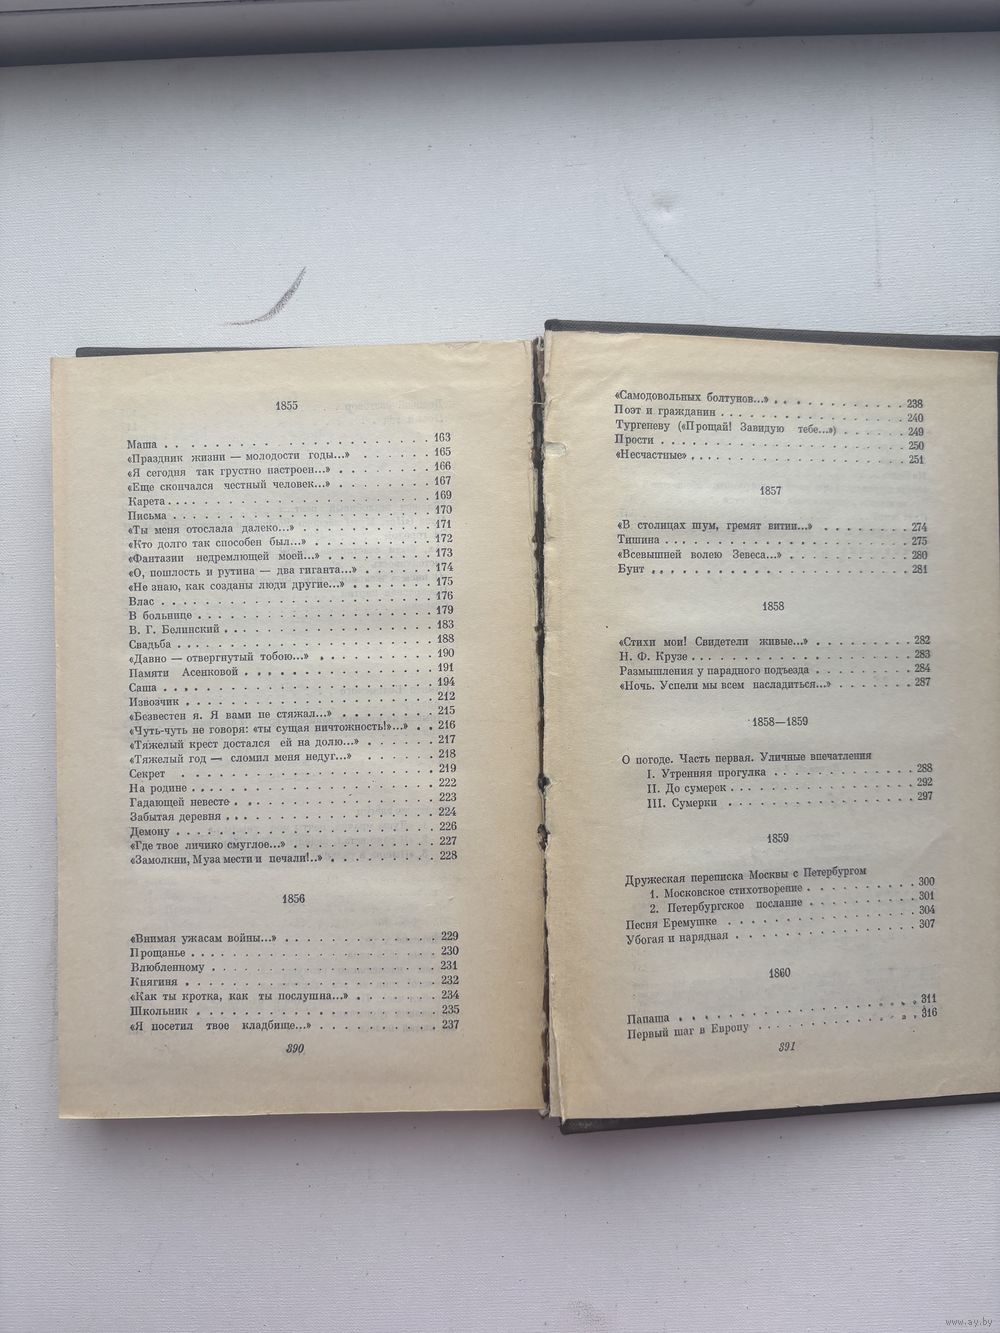 1855
Маша . . . . . . . . . . . . . . . . . . . . . 163
«Праздник жизни — молодости годы...» . . . . . . . 165
«Я сегодня так грустно настроен...» . . . . . . . . 166
«Еще скончался честный человек...» . . . . . . . . 167
Карета . . . . . . . . . . . . . . . . . . . . 169
Письма . . . . . . . . . . . . . . . . . . . . 170
«Ты меня отослала далеко...» . . . . . . . . . . . 171
«Кто долго так способен был...» . . . . . . . . . . 172
«Фантазии недремлющей моей...» . . . . . . . . . 173
«О, пошлость и рутина — два гиганта...» . . . . . . 174
«Не знаю, как созданы люди другие...» . . . . . . . 175
Влас . . . . . . . . . . . . . . . . . . . . . 176
В больнице . . . . . . . . . . . . . . . . . . 179
В. Г. Белинский . . . . . . . . . . . . . . . . 183
Свадьба . . . . . . . . . . . . . . . . . . . . 188
«Давно — отвергнутый тобою...» . . . . . . . . . . 190
Памяти Асенковой . . . . . . . . . . . . . . . 191
Саша . . . . . . . . . . . . . . . . . . . . . 194
Извозчик . . . . . . . . . . . . . . . . . . . 212
«Безвестен я. Я вами не стяжал...» . . . . . . . . 215
«Чуть-чуть не говоря: «ты сущая ничтожность!»...» . . 216
«Тяжелый крест достался ей на долю...» . . . . . . 217
«Тяжелый год — сломил меня недуг...» . . . . . . . 218
Секрет . . . . . . . . . . . . . . . . . . . . 219
На родине . . . . . . . . . . . . . . . . . . . 222
Гадающей невесте . . . . . . . . . . . . . . . 223
Забытая деревня . . . . . . . . . . . . . . . . 224
Демону . . . . . . . . . . . . . . . . . . . . 226
«Где твое личико смуглое...» . . . . . . . . . . . 227
«Замолкни, Муза мести и печали!..» . . . . . . . . 228
1856
«Внимая ужасам войны...» . . . . . . . . . . . . 229
Прощанье . . . . . . . . . . . . . . . . . . . 230
Влюбленному . . . . . . . . . . . . . . . . . . 231
Княгиня . . . . . . . . . . . . . . . . . . . . 232
«Как ты кротка, как ты послушна...» . . . . . . . 234
Школьник . . . . . . . . . . . . . . . . . . . 235
«Я посетил твое кладбище...» . . . . . . . . . . 237
390
«Самодовольных болтунов...» . . . . . . . . . . . 238
Поэт и гражданин . . . . . . . . . . . . . . . 240
Тургеневу («Прощай! Завидую тебе...») . . . . . . 249
Прости . . . . . . . . . . . . . . . . . . . . 250
«Несчастные» . . . . . . . . . . . . . . . . . 251
1857
«В столицах шум, гремят витии...» . . . . . . . . 274
Тишина . . . . . . . . . . . . . . . . . . . . 275
«Всевышней волею Зевеса...» . . . . . . . . . . . 280
Бунт . . . . . . . . . . . . . . . . . . . . . 281
1858
«Стихи мои! Свидетели живые...» . . . . . . . . . 282
Н. Ф. Крузе . . . . . . . . . . . . . . . . . . 283
Размышления у парадного подъезда . . . . . . . . . 284
«Ночь. Успели мы всем насладиться...» . . . . . . . 287
1858—1859
О погоде. Часть первая. Уличные впечатления
I. Утренняя прогулка . . . . . . . . . . . . 288
II. До сумерек . . . . . . . . . . . . . . . 292
III. Сумерки . . . . . . . . . . . . . . . . 297
1859
Дружеская переписка Москвы с Петербургом
1. Московское стихотворение . . . . . . . . . 300
2. Петербургское послание . . . . . . . . . . 301
Песня Еремушке . . . . . . . . . . . . . . . . 304
Убогая и нарядная . . . . . . . . . . . . . . . 307
1860
Папаша . . . . . . . . . . . . . . . . . . . . 311
Первый шаг в Европу . . . . . . . . . . . . . . 316
391
www.ay.by